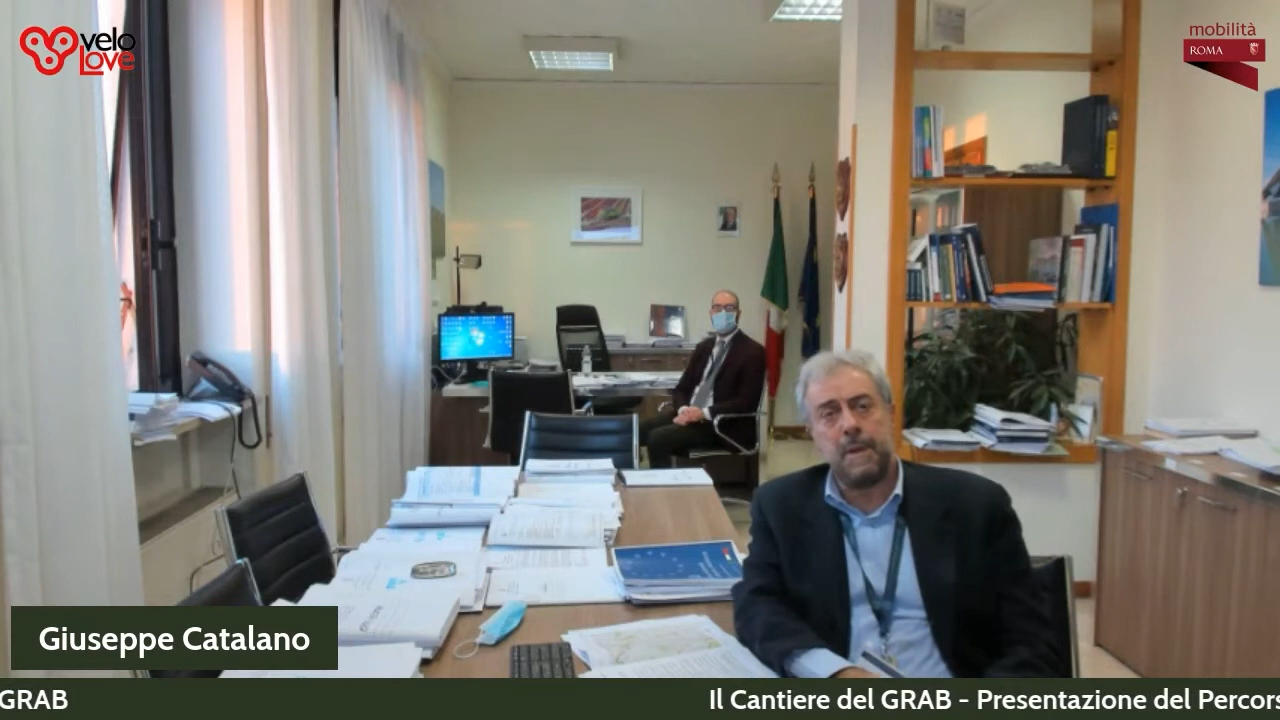 velo
Love
mobilità
ROMA
Giuseppe Catalano
GRAB
Il Cantiere del GRAB - Presentazione del Percors